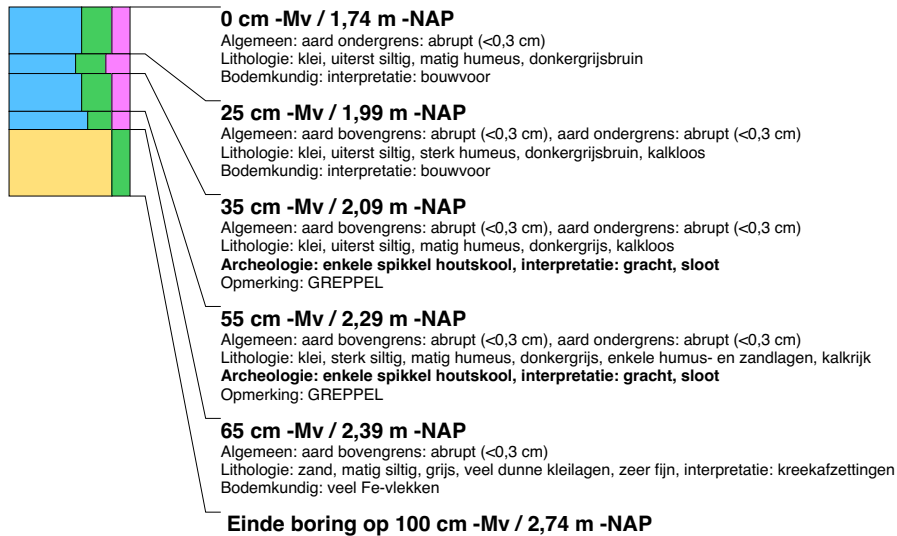 0 cm -Mv / 1,74 m -NAP
Algemeen: aard ondergrens: abrupt (<0,3 cm)
Lithologie: klei, uiterst siltig, matig humeus, donkergrijsbruin
Bodemkundig: interpretatie: bouwvoor
25 cm -Mv / 1,99 m -NAP
Algemeen: aard bovengrens: abrupt (<0,3 cm), aard ondergrens: abrupt (<0,3 cm)
Lithologie: klei, uiterst siltig, sterk humeus, donkergrijsbruin, kalkloos
Bodemkundig: interpretatie: bouwvoor
35 cm -Mv / 2,09 m -NAP
Algemeen: aard bovengrens: abrupt (<0,3 cm), aard ondergrens: abrupt (<0,3 cm)
Lithologie: klei, uiterst siltig, matig humeus, donkergrijs, kalkloos
Archeologie: enkele spikkel houtskool, interpretatie: gracht, sloot
Opmerking: GREPPEL
55 cm -Mv / 2,29 m -NAP
Algemeen: aard bovengrens: abrupt (<0,3 cm), aard ondergrens: abrupt (<0,3 cm)
Lithologie: klei, sterk siltig, matig humeus, donkergrijs, enkele humus- en zandlagen, kalkrijk
Archeologie: enkele spikkel houtskool, interpretatie: gracht, sloot
Opmerking: GREPPEL
65 cm -Mv / 2,39 m -NAP
Algemeen: aard bovengrens: abrupt (<0,3 cm)
Lithologie: zand, matig siltig, grijs, veel dunne kleilagen, zeer fijn, interpretatie: kreekafzettingen
Bodemkundig: veel Fe-vlekken
Einde boring op 100 cm -Mv / 2,74 m -NAP